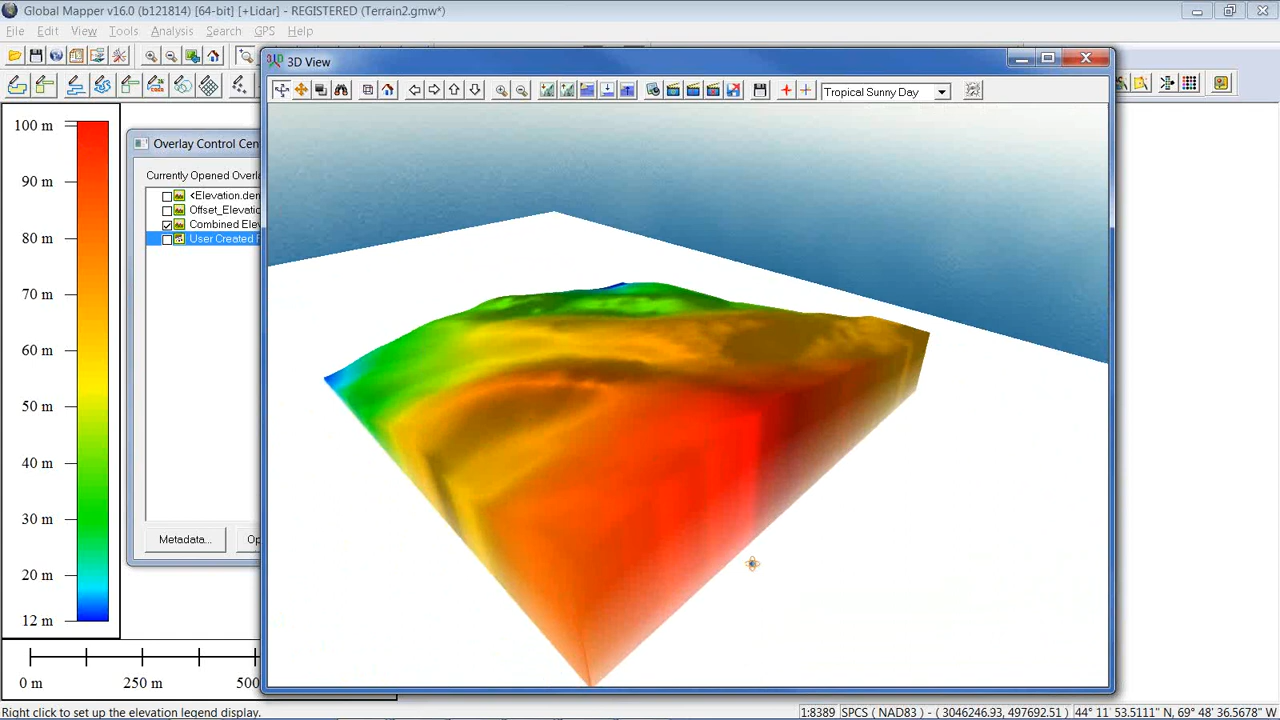 Global Mapper v16.0 (b121814) [64-bit] [+Lidar] - REGISTERED (Terrain2.gmw*)
File Edit View Tools Analysis Search GPS Help
3D View
Tropical Sunny Day
100 m
90 m
80 m
70 m
60 m
50 m
40 m
30 m
20 m
12 m
Overlay Control Cen
Currently Opened Overl
<Elevation.den
Offset_Elevatio
Combined Elev
User Created F
Metadata...
Op
0 m
250 m
500
Right click to set up the elevation legend display.
1:8389
SPCS (NAD83) - ( 3046246.93, 497692.51 )
44° 11' 53.5111" N, 69° 48' 36.5678" W